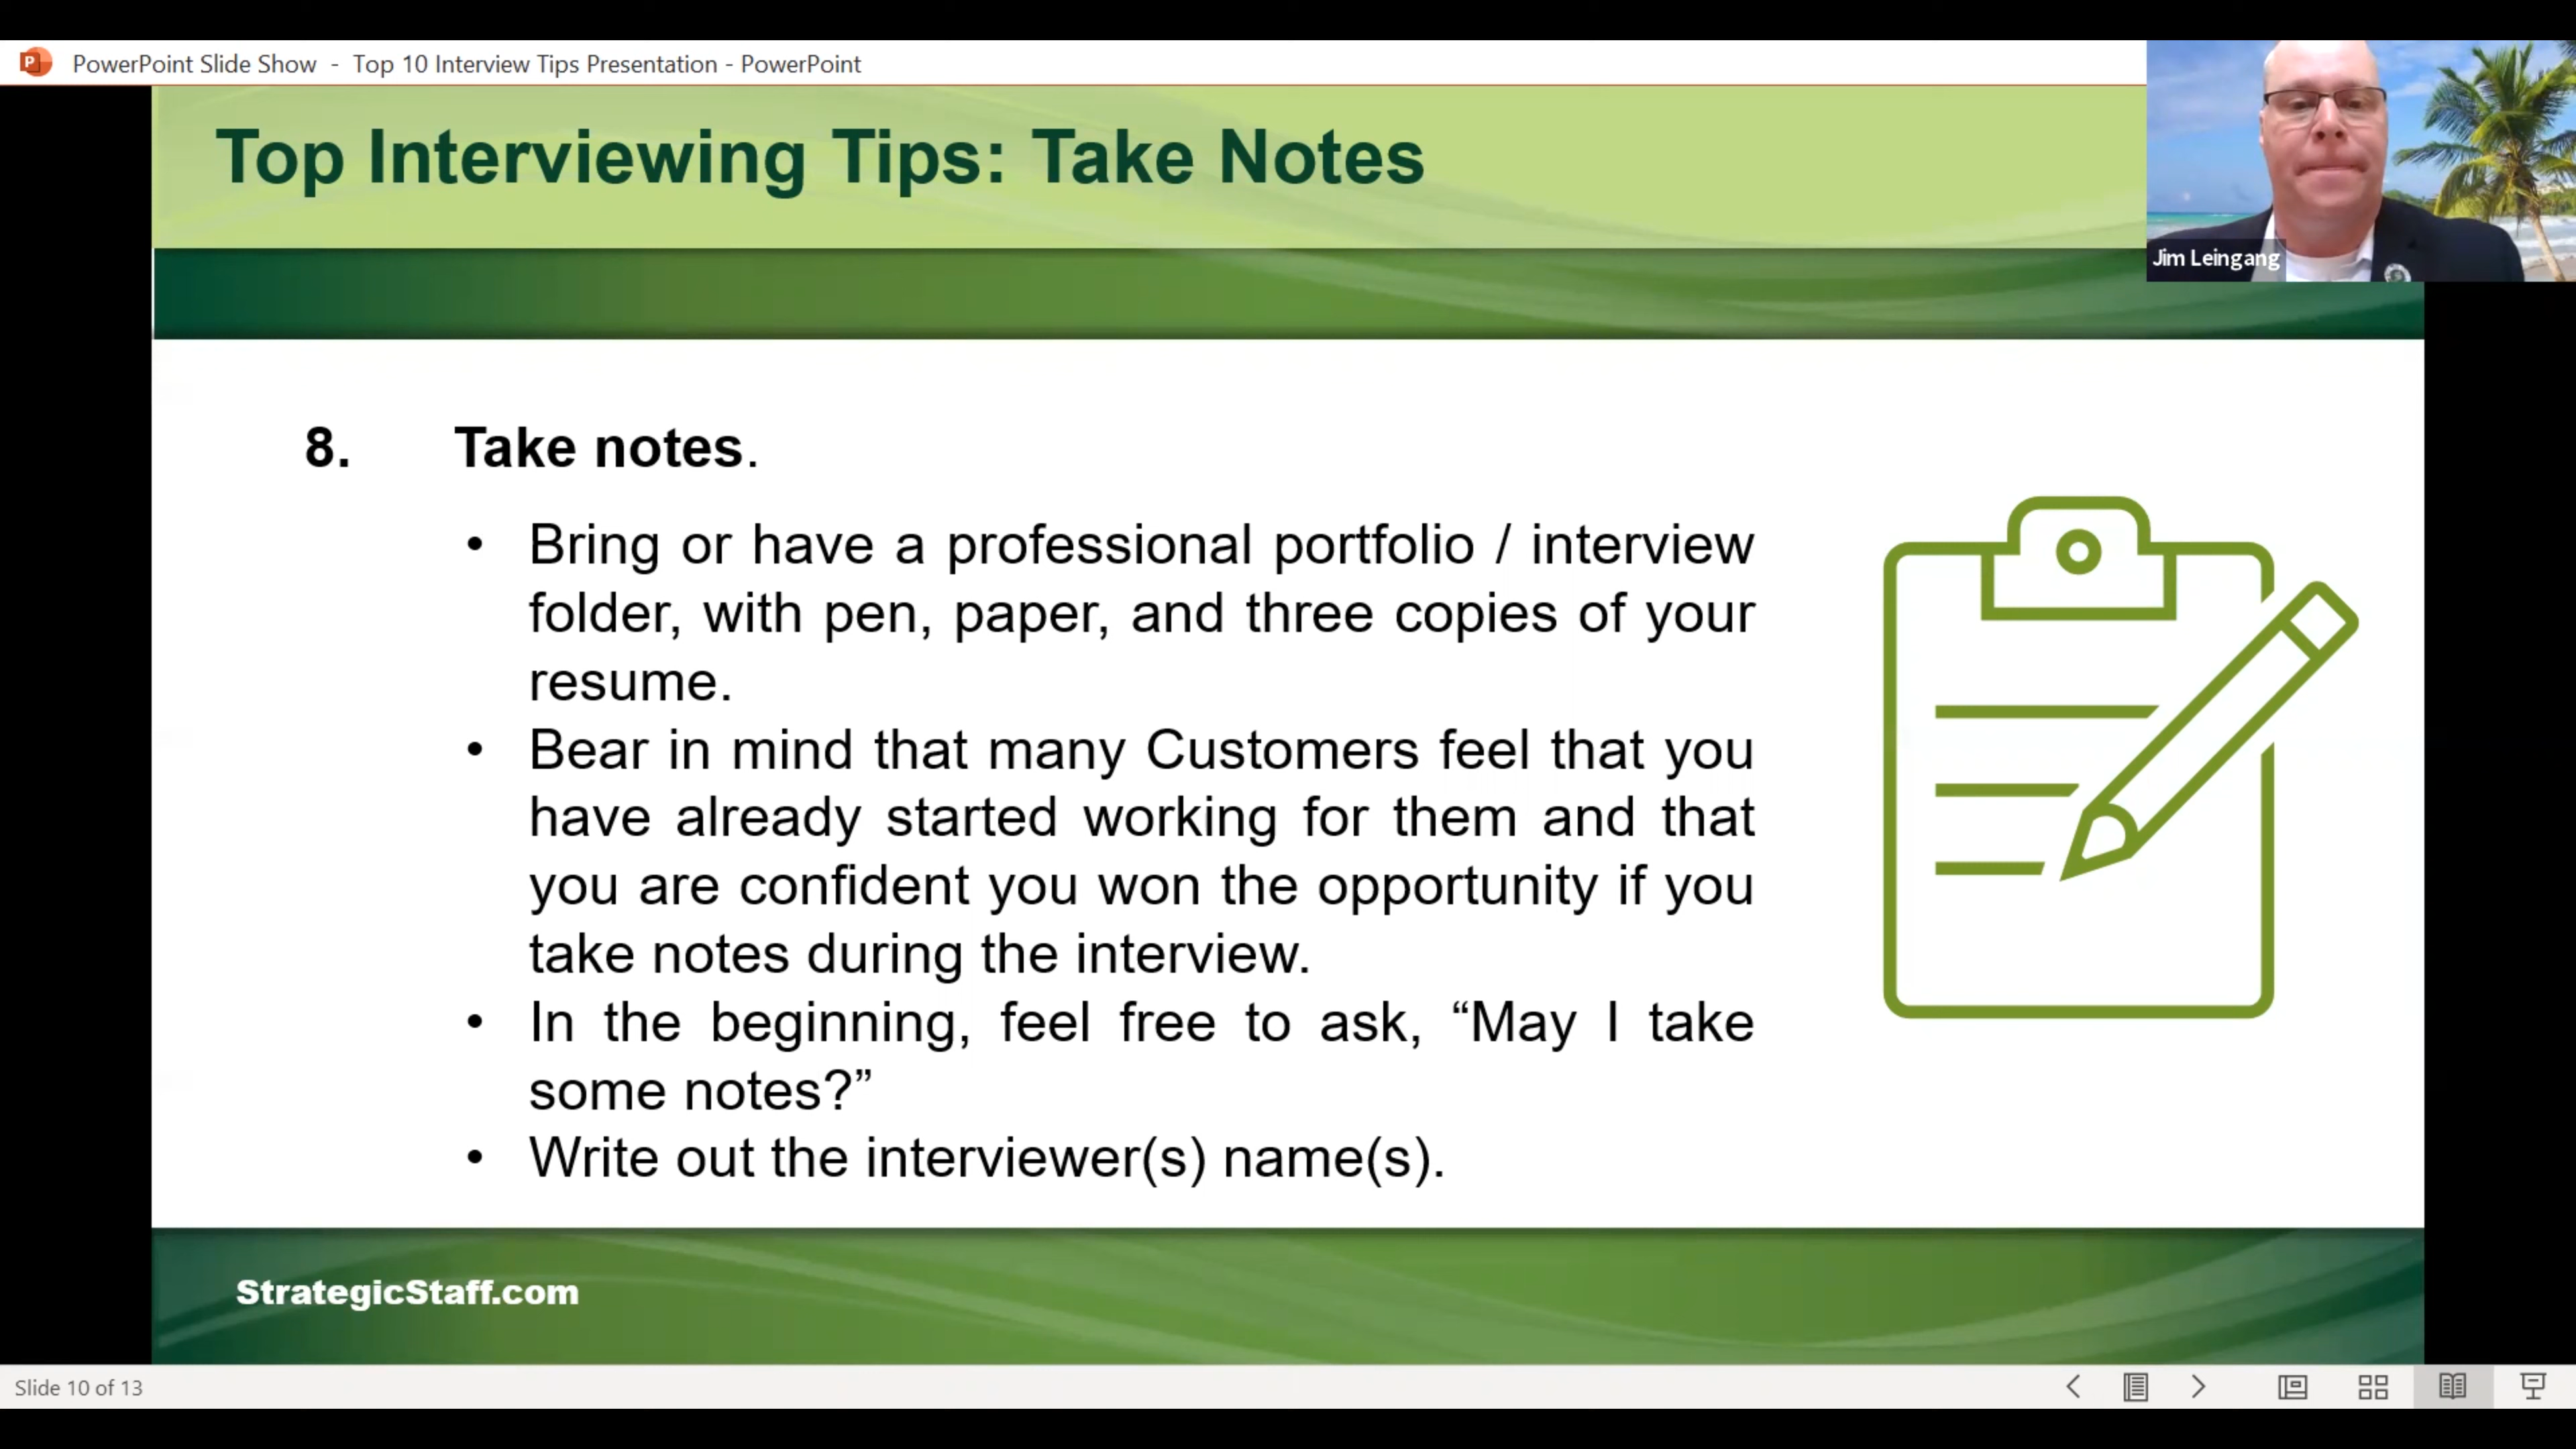 PowerPoint Slide Show - Top 10 Interview Tips Presentation - PowerPoint
Top Interviewing Tips: Take Notes
Jim Leingang
8. Take notes.
• Bring or have a professional portfolio / interview
folder, with pen, paper, and three copies of your
resume.
• Bear in mind that many Customers feel that you
have already started working for them and that
you are confident you won the opportunity if you
take notes during the interview.
• In the beginning, feel free to ask, “May I take
some notes?”
• Write out the interviewer(s) name(s).
StrategicStaff.com
Slide 10 of 13